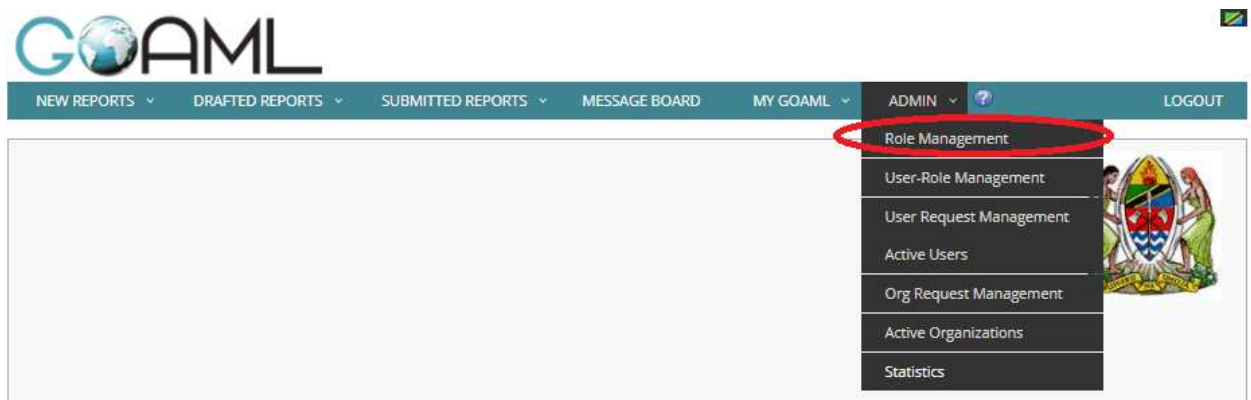 GOAML
NEW REPORTS DRAFTED REPORTS SUBMITTED REPORTS MESSAGE BOARD MY GOAML ADMIN ? LOGOUT
Role Management
User-Role Management
User Request Management
Active Users
Org Request Management
Active Organizations
Statistics